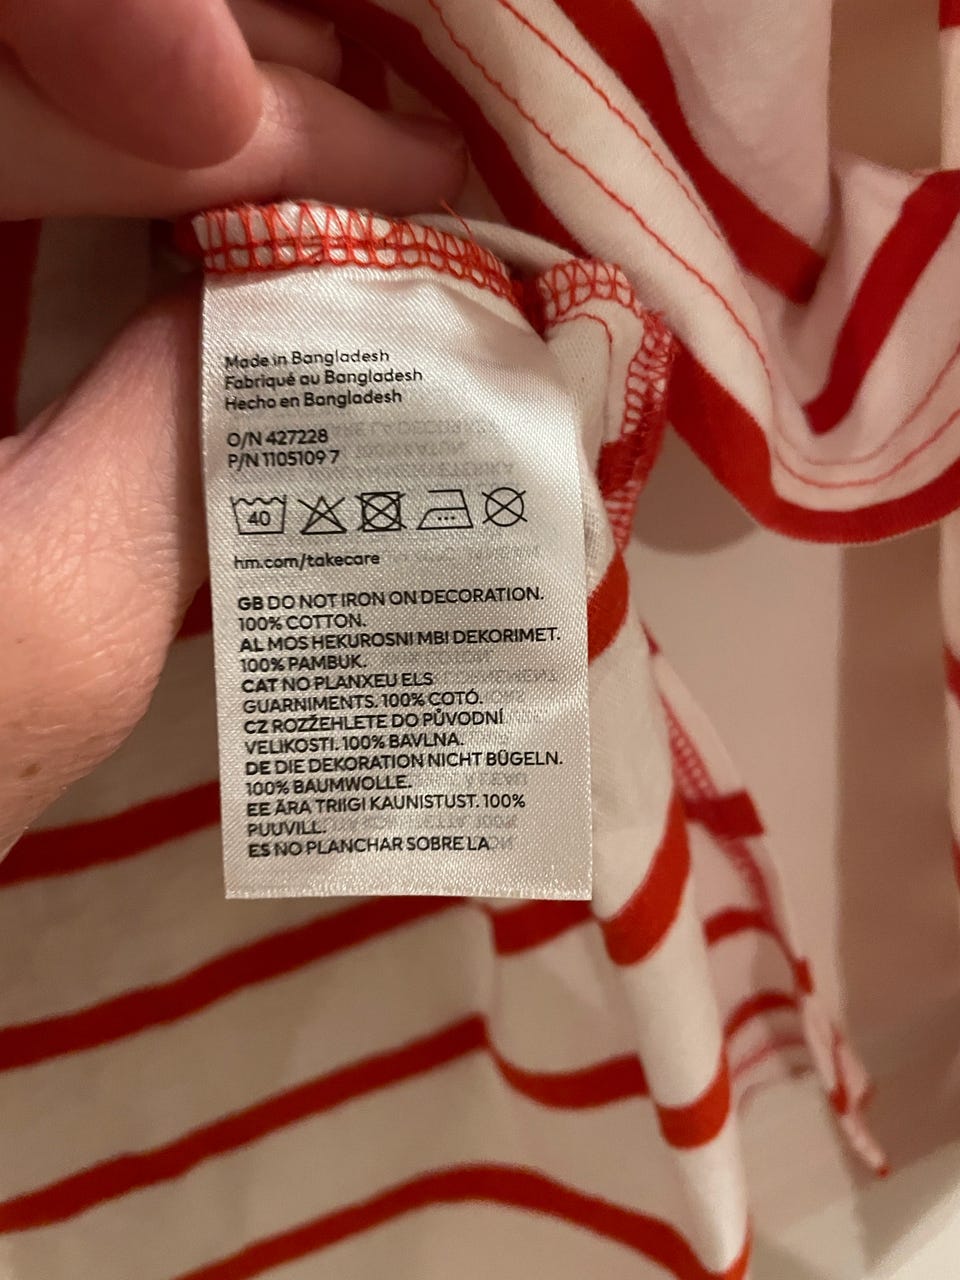 Made in Bangladesh
Fabriqué au Bangladesh
Hecho en Bangladesh
O/N 427228
P/N 1105109 7
40
hm.com/takecare
GB DO NOT IRON ON DECORATION.
100% COTTON.
AL MOS HEKUROSNI MBI DEKORIMET.
100% PAMBUK.
CAT NO PLANXEU ELS
GUARNIMENTS. 100% COTÓ.
CZ ROZŽEHLETE DO PŮVODNÍ
VELIKOSTI. 100% BAVLNA.
DE DIE DEKORATION NICHT BÜGELN.
100% BAUMWOLLE.
EE ÄRA TRIIGI KAUNISTUST. 100%
PUUVILL.
ES NO PLANCHAR SOBRE LA